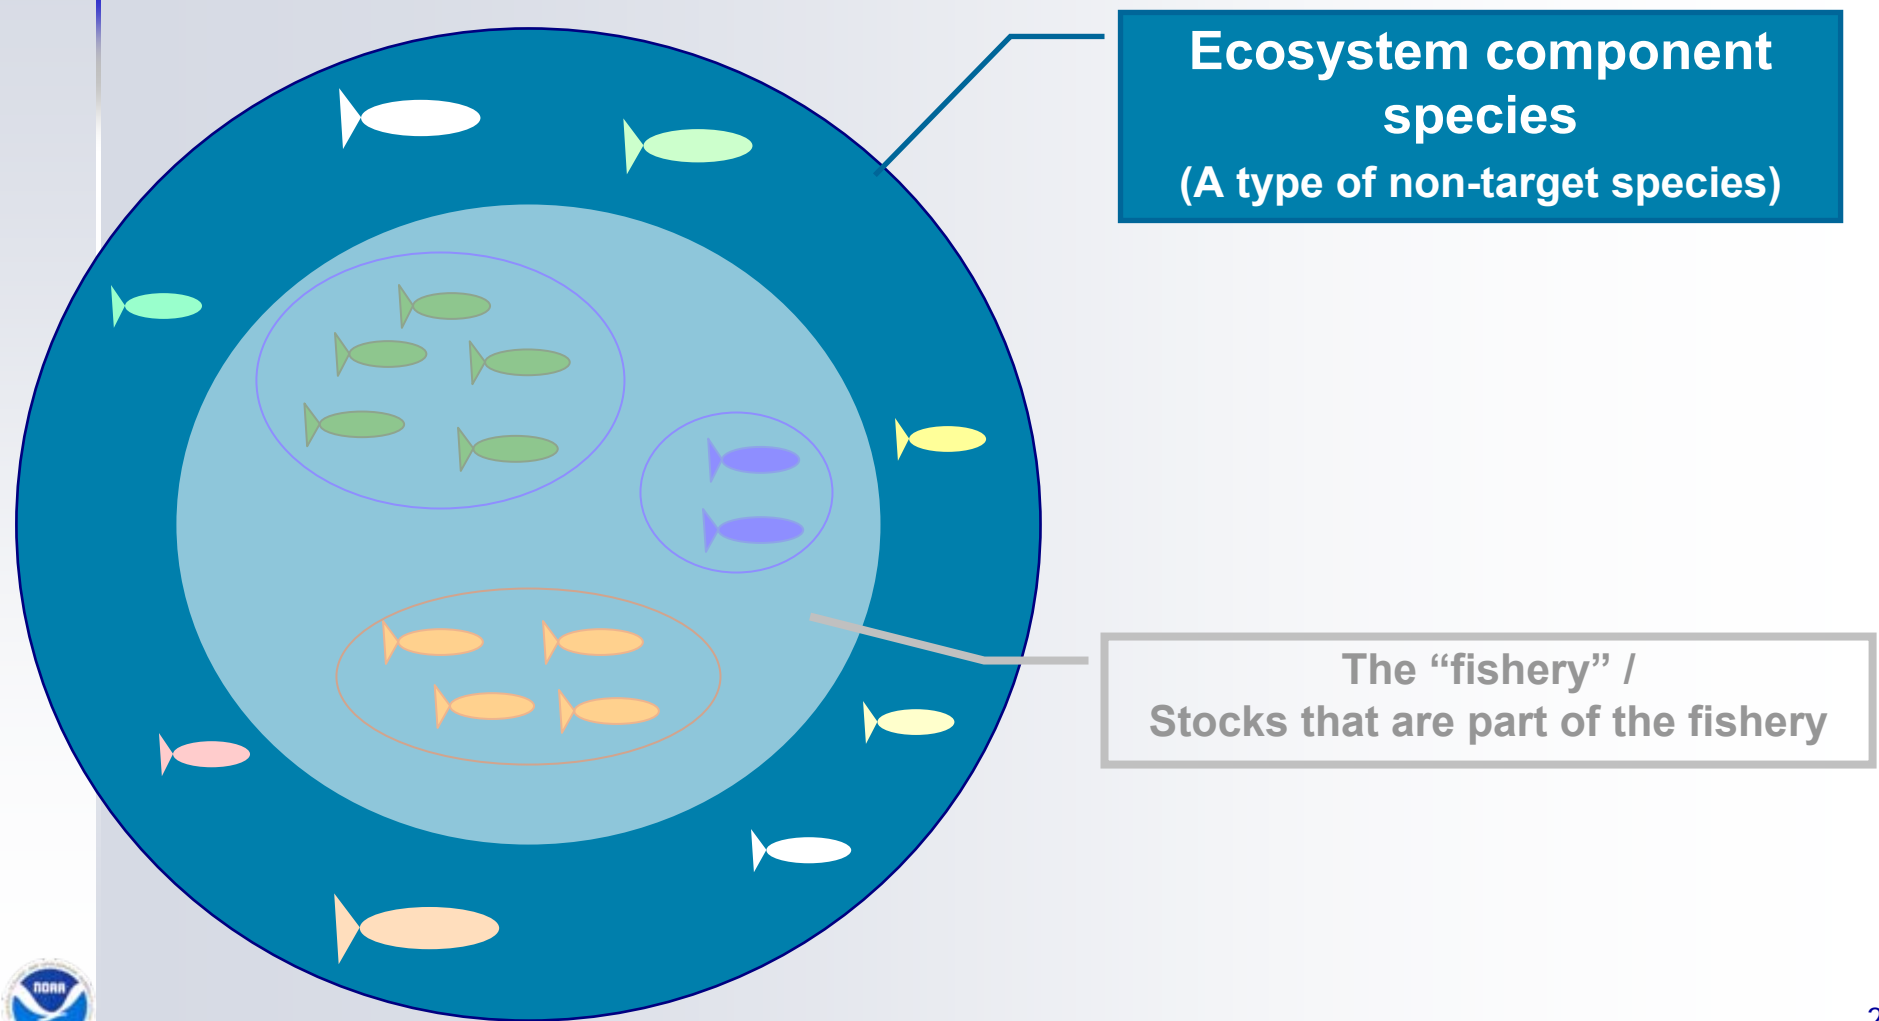 Ecosystem component
species
(A type of non-target species)
The “fishery” /
Stocks that are part of the fishery
NOAA